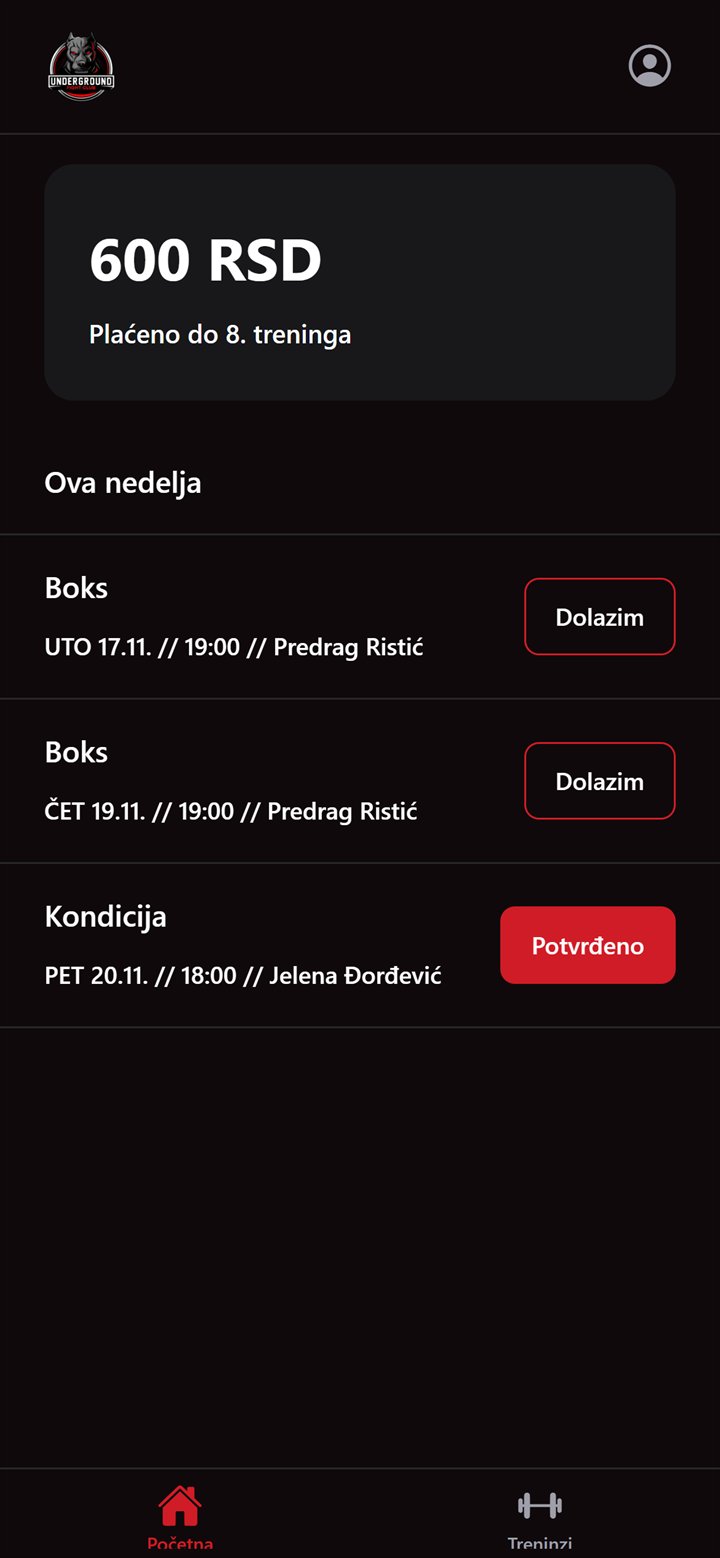 UNDERGROUND
FIGHT CLUB
600 RSD
Plaćeno do 8. treninga
Ova nedelja
Boks
UTO 17.11. // 19:00 // Predrag Ristić
Dolazim
Boks
ČET 19.11. // 19:00 // Predrag Ristić
Dolazim
Kondicija
PET 20.11. // 18:00 // Jelena Đorđević
Potvrđeno
Početna
Treninzi